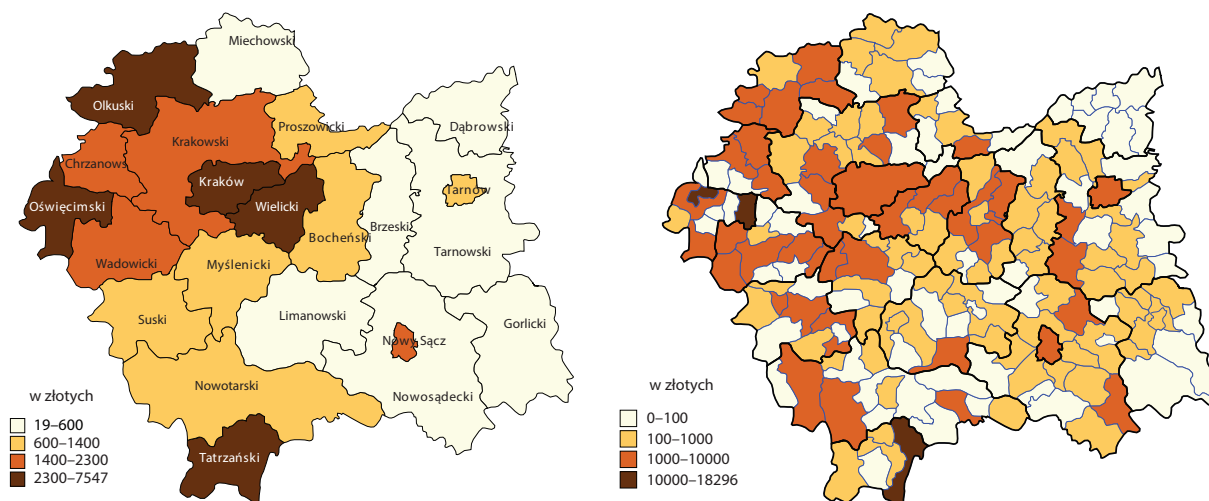 Miechowski
Olkuski
Proszowicki
Dąbrowski
Krakowski
Chrzanows
Kraków
Tarnów
Oświęcimski
Wielicki
Brzeski
Bocheński
Tarnowski
Wadowicki
Myślenicki
Suski
Limanowski
Gorlicki
Nowy Sącz
Nowotarski
Nowosądecki
Tatrzański
w złotych
19–600
600–1400
1400–2300
2300–7547
w złotych
0–100
100–1000
1000–10000
10000–18296